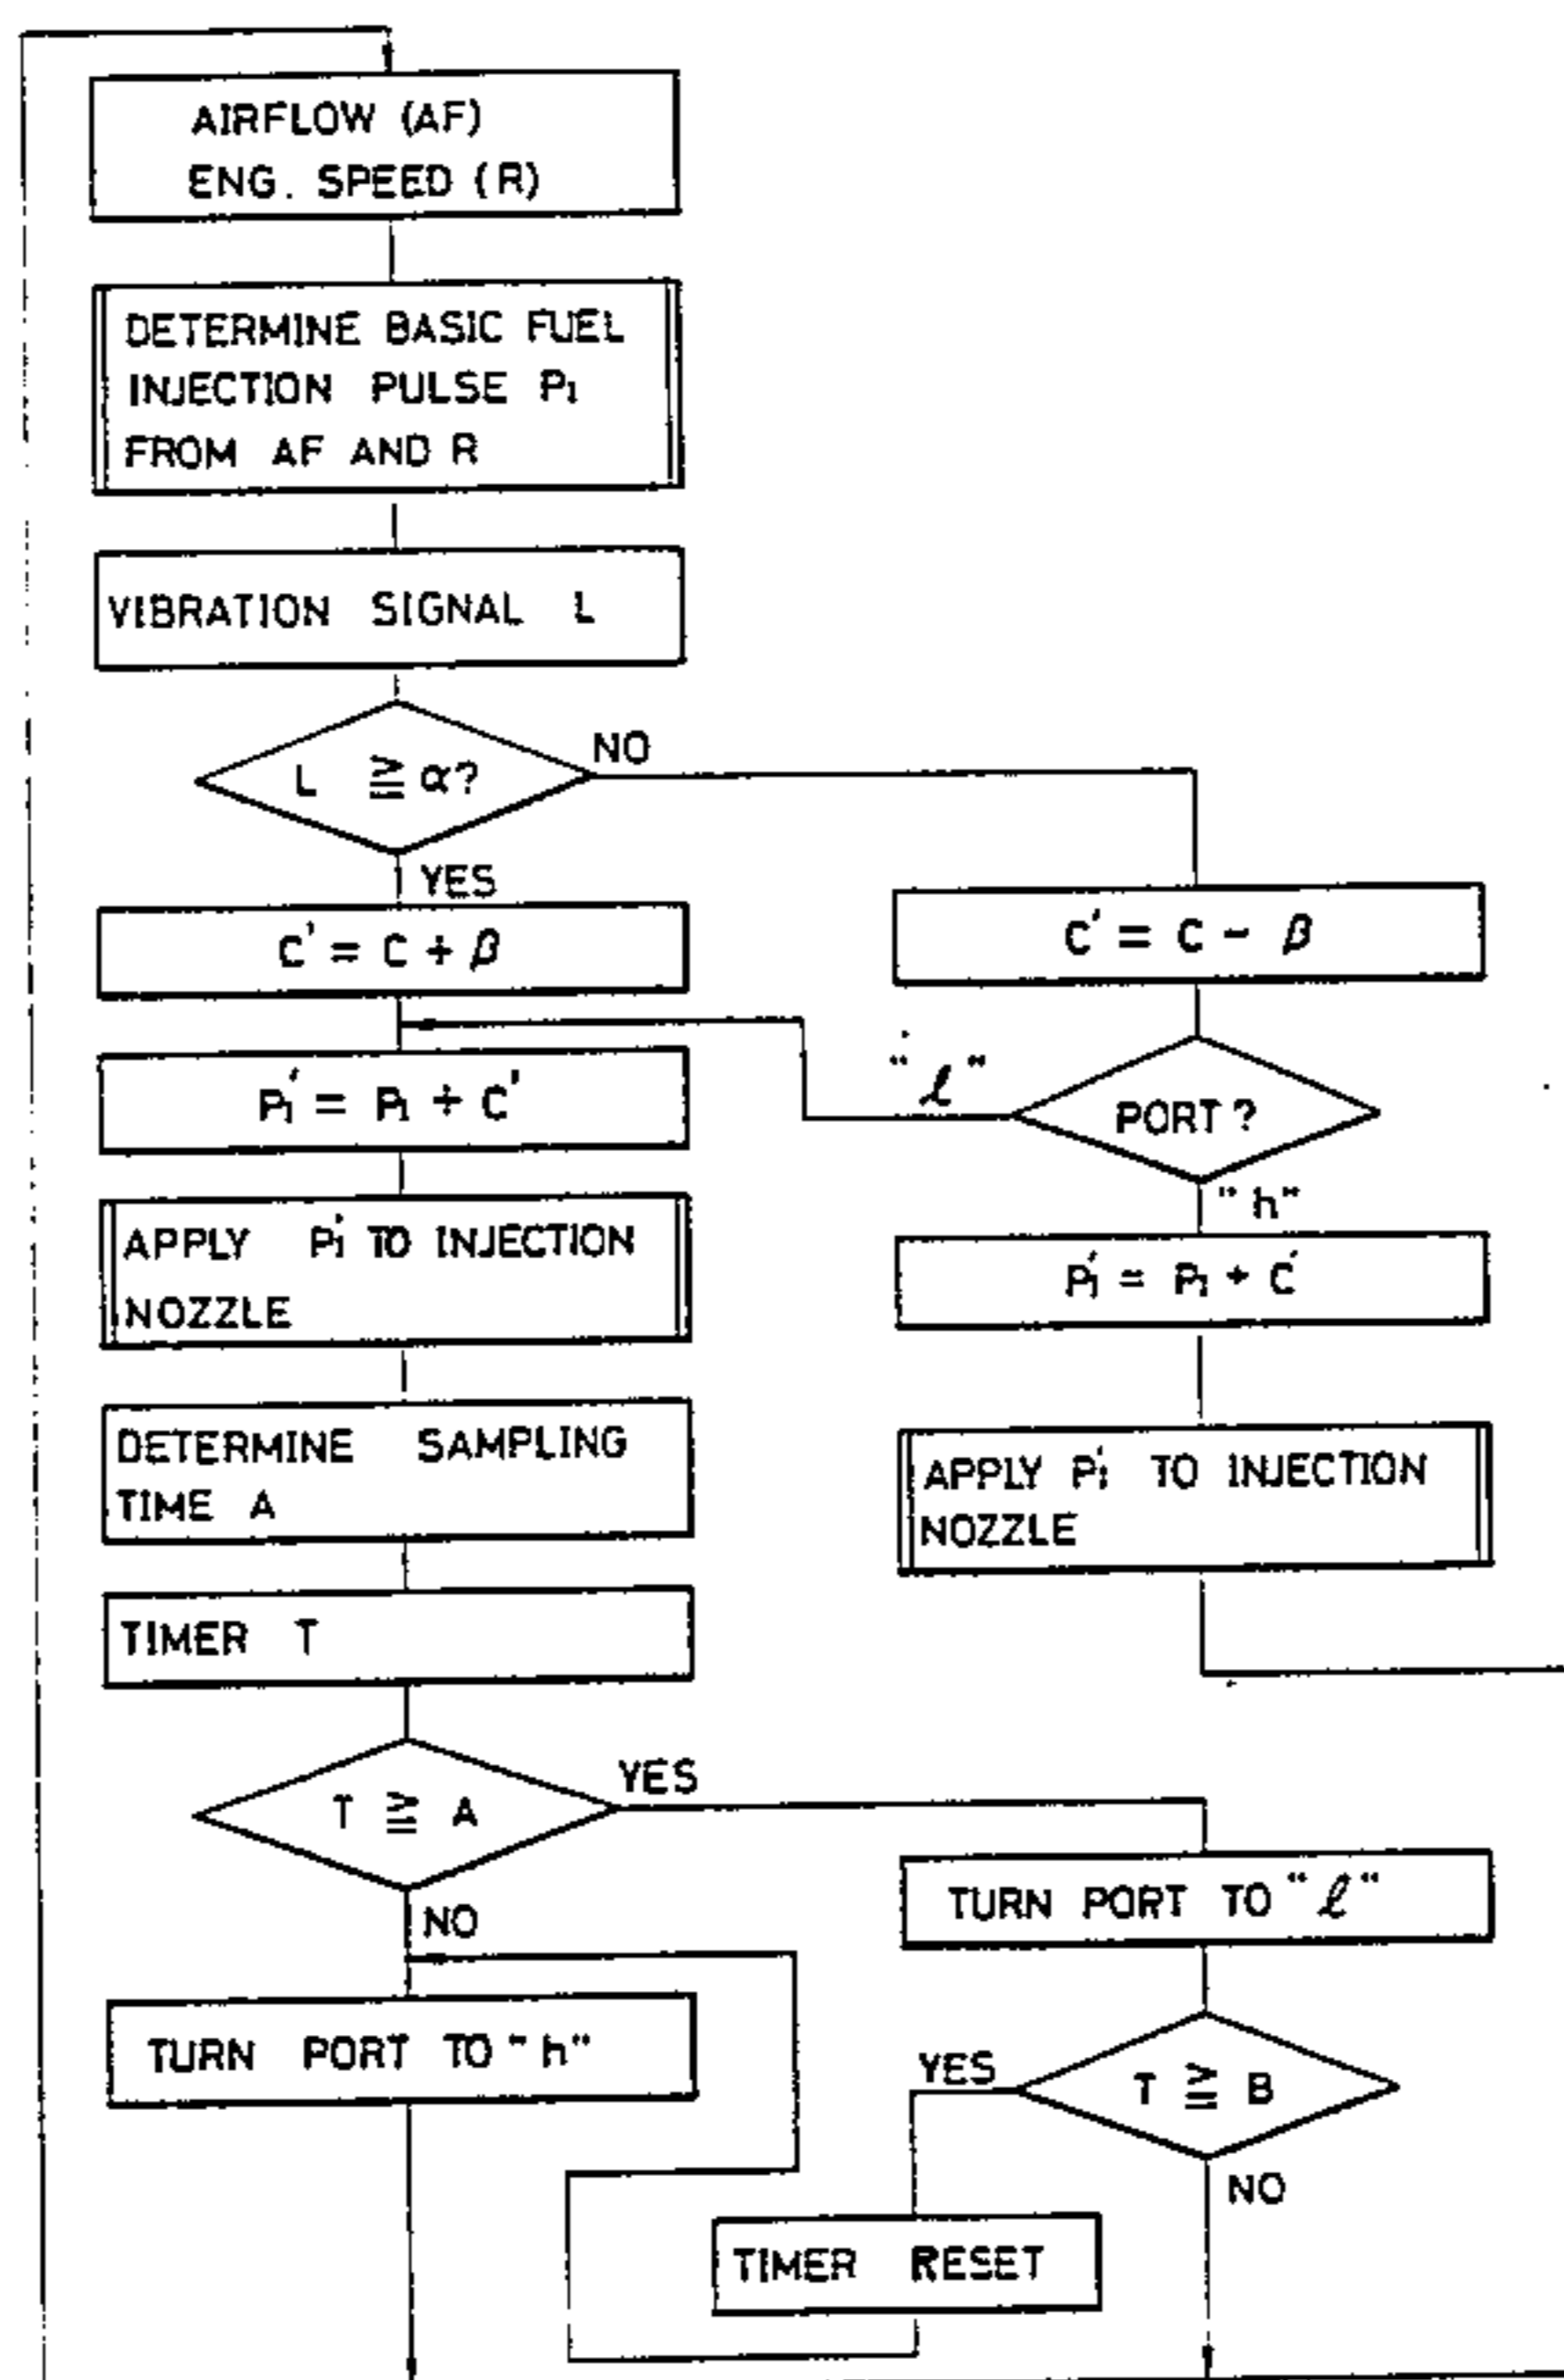 AIRFLOW (AF)
ENG. SPEED (R)
DETERMINE BASIC FUEL
INJECTION PULSE P₁
FROM AF AND R
VIBRATION SIGNAL L
L ≧ α?
NO
YES
C' = C + β
C' = C - β
"ℓ"
PORT?
"h"
P₁' = P₁ + C'
P₁' = P₁ + C'
APPLY P₁' TO INJECTION
NOZZLE
APPLY P₁' TO INJECTION
NOZZLE
DETERMINE SAMPLING
TIME A
TIMER T
T ≧ A
YES
NO
TURN PORT TO "ℓ"
TURN PORT TO "h"
T ≧ B
YES
NO
TIMER RESET